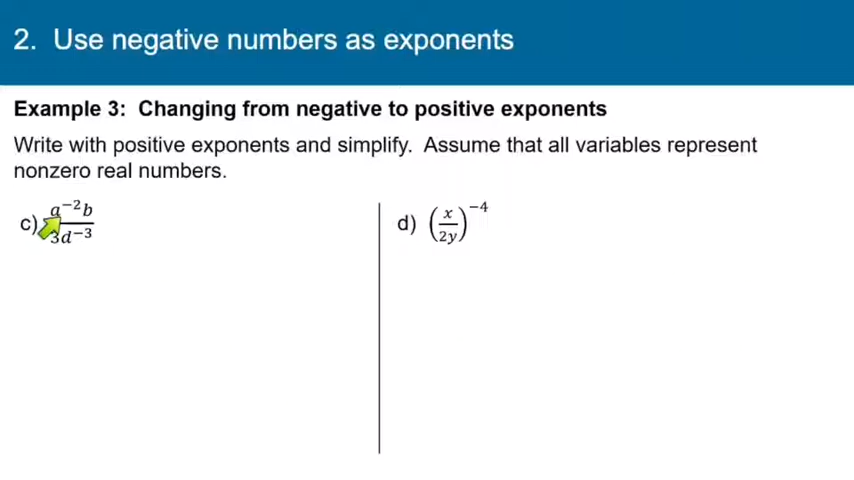 2. Use negative numbers as exponents
Example 3: Changing from negative to positive exponents
Write with positive exponents and simplify. Assume that all variables represent
nonzero real numbers.
c) a⁻²b / 3d⁻³
d) (x / 2y)⁻⁴